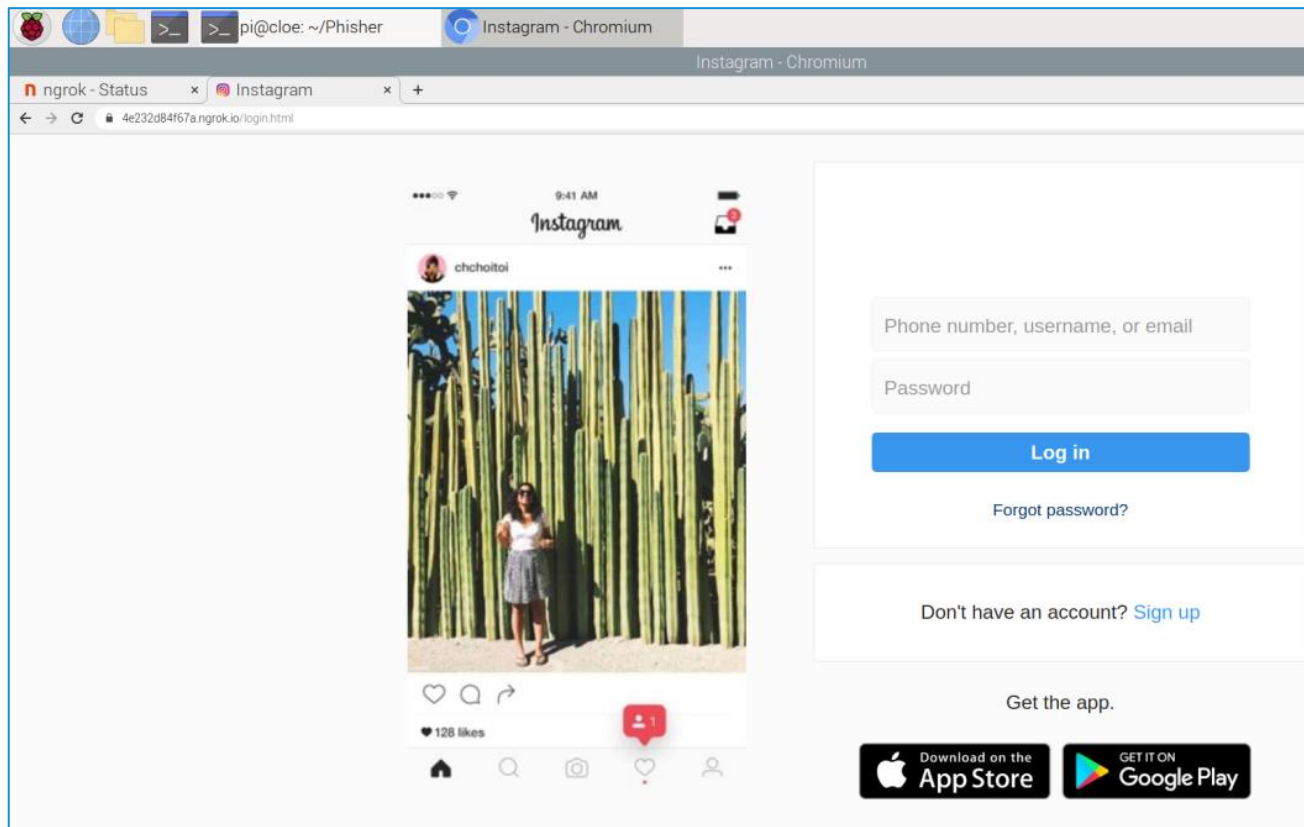 pi@cloe: ~/Phisher
Instagram - Chromium
Instagram - Chromium
ngrok - Status
Instagram
4e232d84f67a.ngrok.io/login.html
9:41 AM
Instagram
2
chchoitoi
128 likes
1
Phone number, username, or email
Password
Log in
Forgot password?
Don't have an account? Sign up
Get the app.
Download on the
App Store
GET IT ON
Google Play